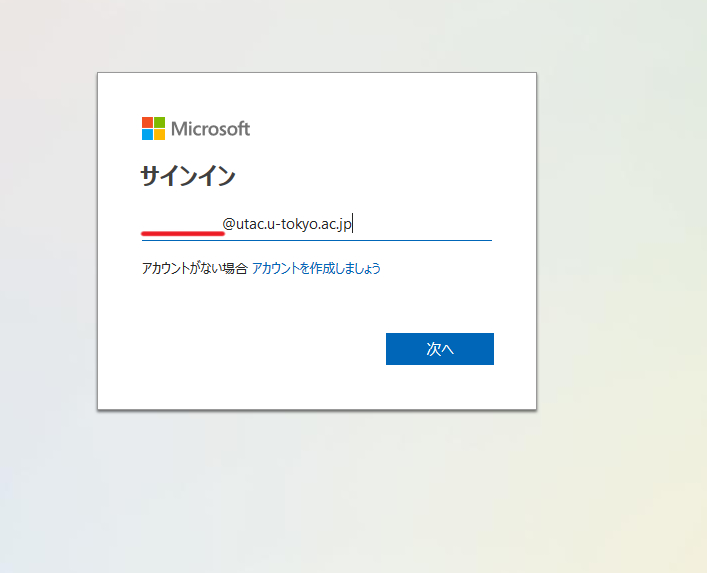 Microsoft
サインイン
@utac.u-tokyo.ac.jp
アカウントがない場合 アカウントを作成しましょう
次へ